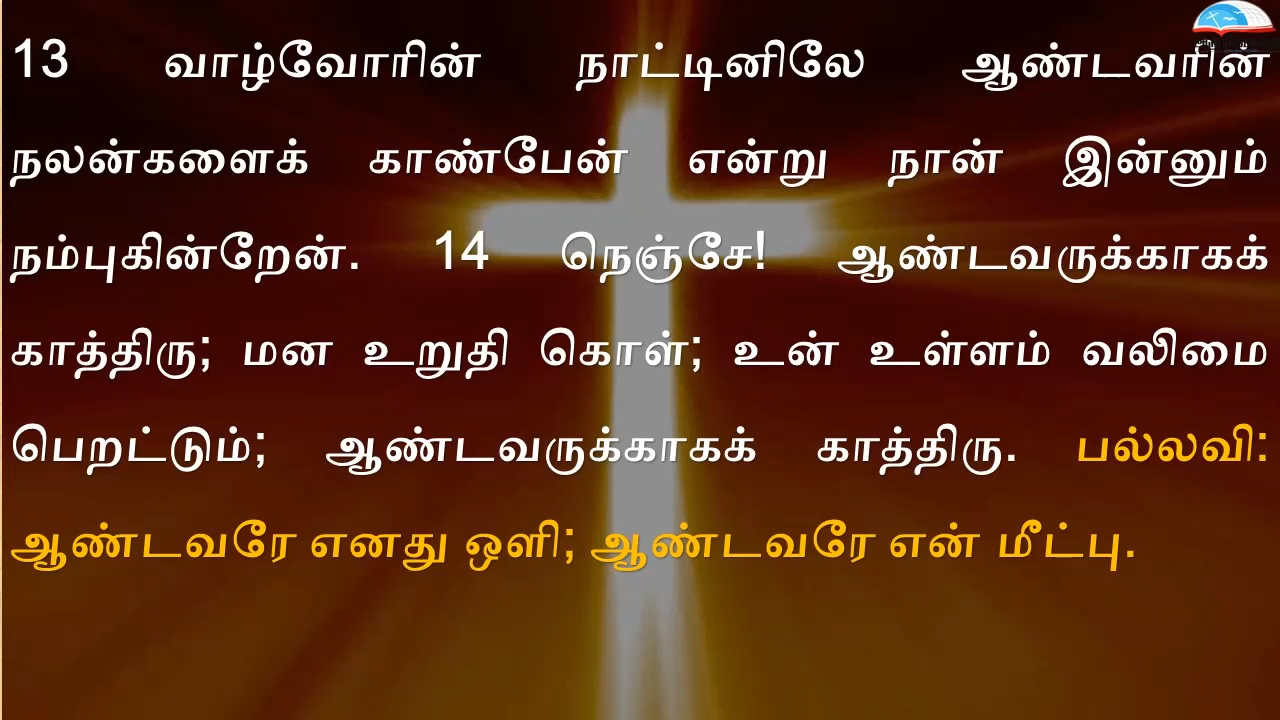 13 வாழ்வோரின் நாட்டினிலே ஆண்டவரின்
நலன்களைக் காண்பேன் என்று நான் இன்னும்
நம்புகின்றேன். 14 நெஞ்சே! ஆண்டவருக்காகக்
காத்திரு; மன உறுதி கொள்; உன் உள்ளம் வலிமை
பெறட்டும்; ஆண்டவருக்காகக் காத்திரு. பல்லவி:
ஆண்டவரே எனது ஒளி; ஆண்டவரே என் மீட்பு.